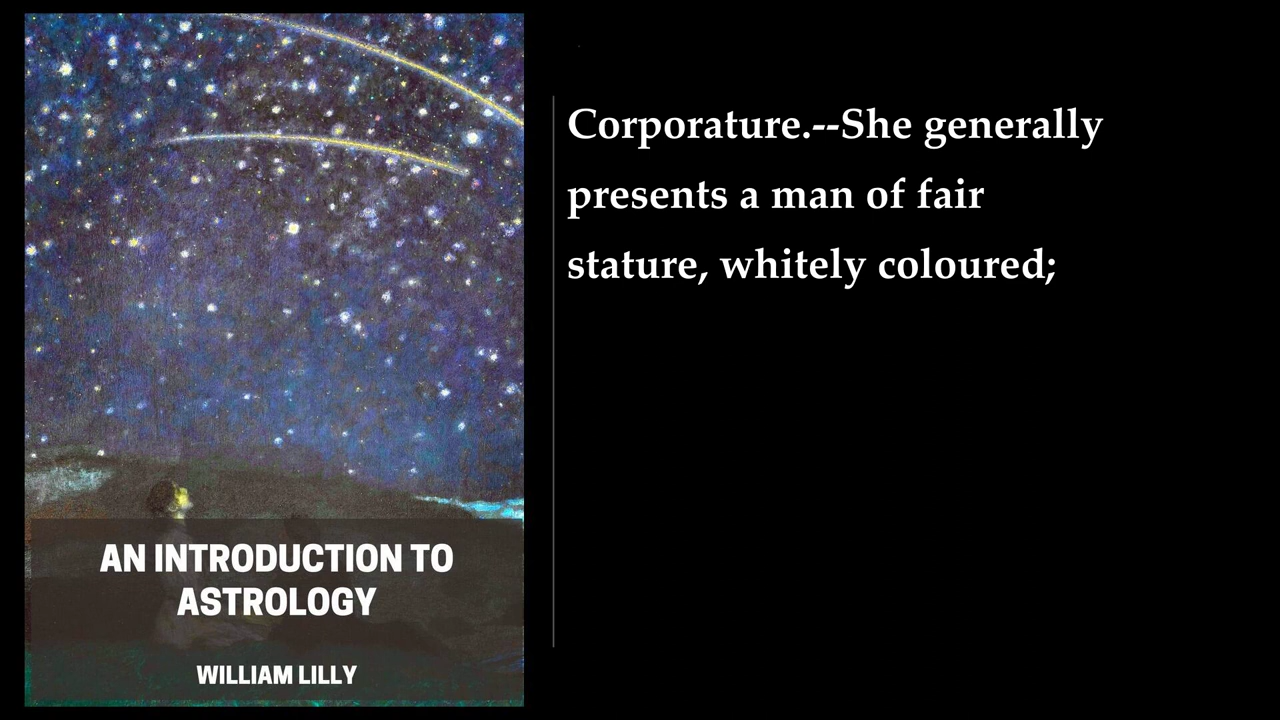 Corporature.--She generally
presents a man of fair
stature, whitely coloured;
AN INTRODUCTION TO
ASTROLOGY
WILLIAM LILLY